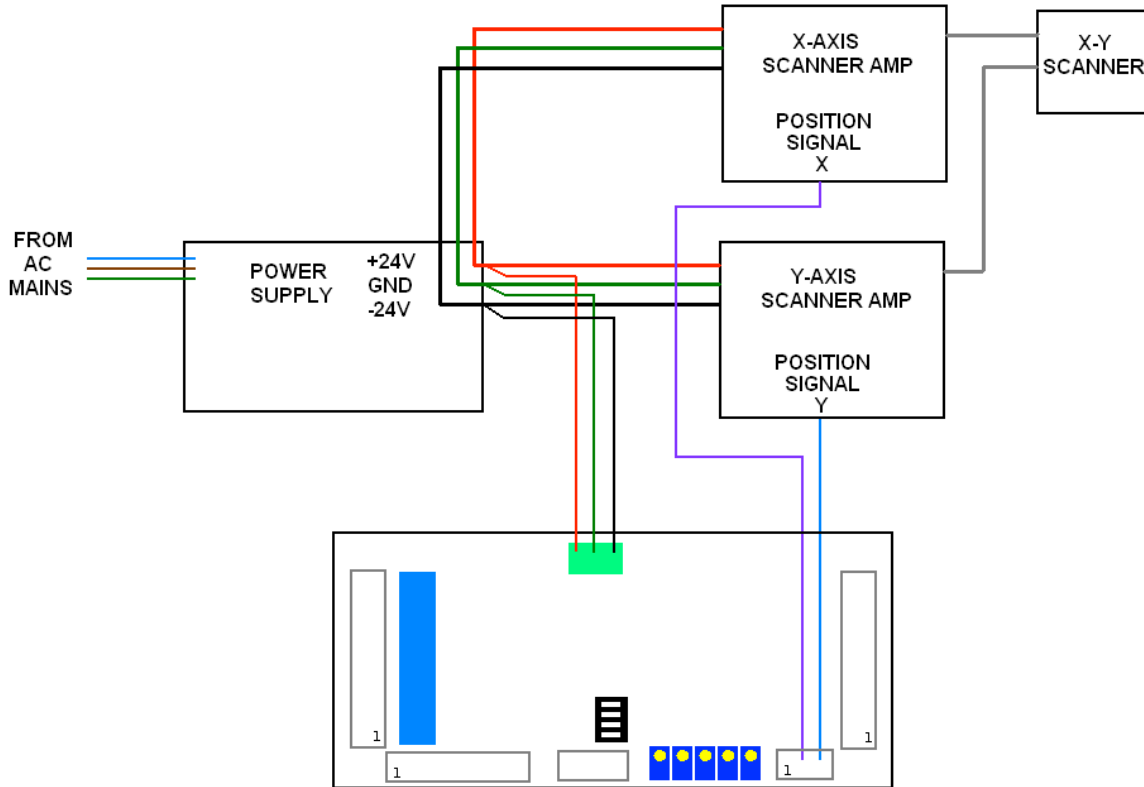 X-AXIS
SCANNER AMP
POSITION
SIGNAL
X
X-Y
SCANNER
FROM
AC
MAINS
POWER
SUPPLY
+24V
GND
-24V
Y-AXIS
SCANNER AMP
POSITION
SIGNAL
Y
1
1
1
1